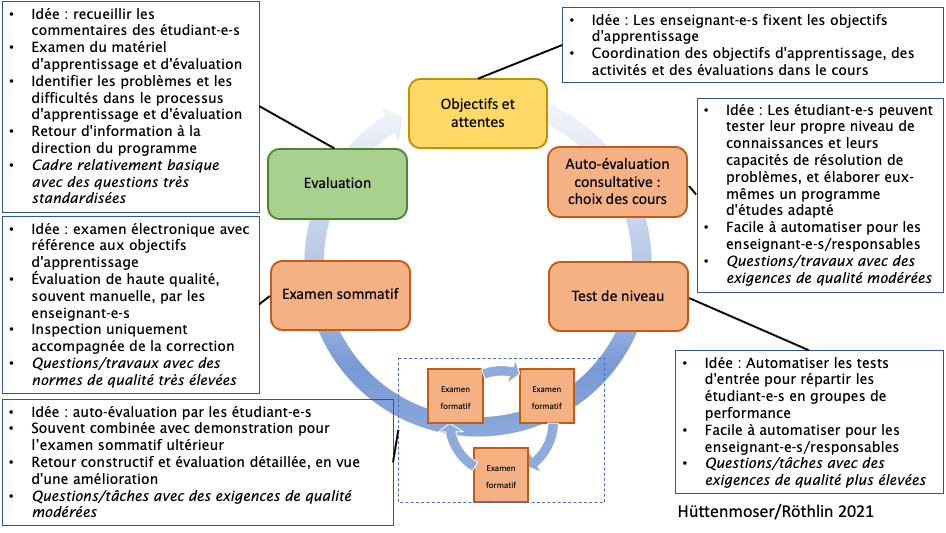 • Idée : recueillir les
commentaires des étudiant-e-s
• Examen du matériel
d'apprentissage et d'évaluation
• Identifier les problèmes et les
difficultés dans le processus
d'apprentissage et d'évaluation
• Retour d'information à la
direction du programme
• Cadre relativement basique
avec des questions très
standardisées
• Idée : Les enseignant-e-s fixent les objectifs
d'apprentissage
• Coordination des objectifs d'apprentissage, des
activités et des évaluations dans le cours
Objectifs et
attentes
• Idée : Les étudiant-e-s peuvent
tester leur propre niveau de
connaissances et leurs
capacités de résolution de
problèmes, et élaborer eux-
mêmes un programme
d'études adapté
• Facile à automatiser pour les
enseignant-e-s/responsables
• Questions/travaux avec des
exigences de qualité modérées
Evaluation
Auto-évaluation
consultative :
choix des cours
• Idée : examen électronique avec
référence aux objectifs
d'apprentissage
• Évaluation de haute qualité,
souvent manuelle, par les
enseignant-e-s
• Inspection uniquement
accompagnée de la correction
• Questions/travaux avec des
normes de qualité très élevées
Examen sommatif
Test de niveau
• Idée : Automatiser les tests
d'entrée pour répartir les
étudiant-e-s en groupes de
performance
• Facile à automatiser pour les
enseignant-e-s/responsables
• Questions/tâches avec des
exigences de qualité plus élevées
• Idée : auto-évaluation par les étudiant-e-s
• Souvent combinée avec demonstration pour
l'examen sommatif ultérieur
• Retour constructif et évaluation détaillée, en vue
d'une amélioration
• Questions/tâches avec des exigences de qualité
modérées
Examen
formatif
Examen
formatif
Examen
formatif
Hüttenmoser/Röthlin 2021